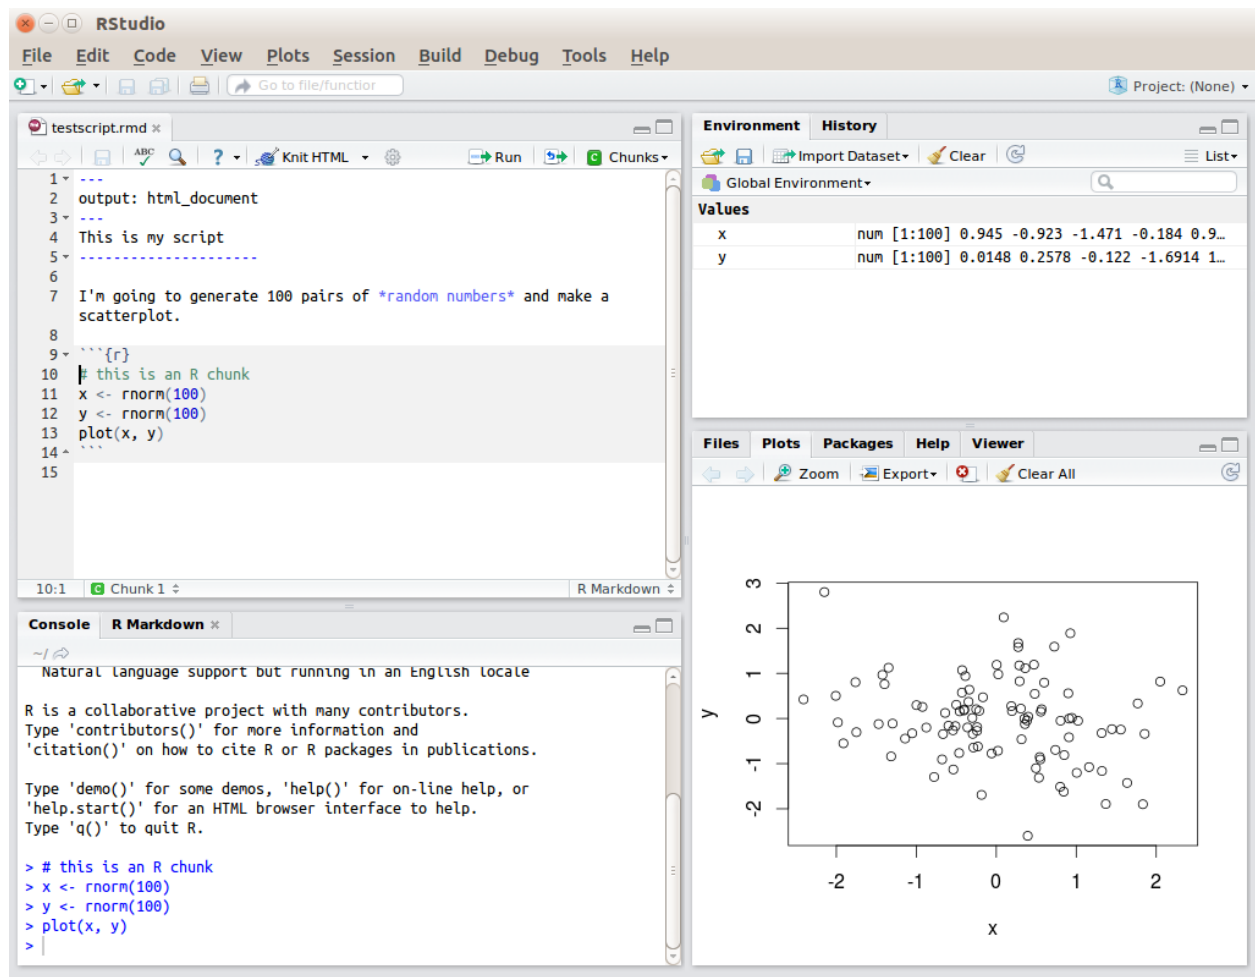 RStudio
File Edit Code View Plots Session Build Debug Tools Help
Go to file/function
Project: (None)
testscript.rmd
ABC ? Knit HTML Run Chunks
1 ---
2 output: html_document
3 ---
4 This is my script
5 ---------------------
6
7 I'm going to generate 100 pairs of *random numbers* and make a
scatterplot.
8
9 ```{r}
10 # this is an R chunk
11 x <- rnorm(100)
12 y <- rnorm(100)
13 plot(x, y)
14 ```
15
10:1 C Chunk 1 R Markdown
Console R Markdown
~/
Natural language support but running in an English locale
R is a collaborative project with many contributors.
Type 'contributors()' for more information and
'citation()' on how to cite R or R packages in publications.
Type 'demo()' for some demos, 'help()' for on-line help, or
'help.start()' for an HTML browser interface to help.
Type 'q()' to quit R.
> # this is an R chunk
> x <- rnorm(100)
> y <- rnorm(100)
> plot(x, y)
>
Environment History
Import Dataset Clear List
Global Environment
Values
x num [1:100] 0.945 -0.923 -1.471 -0.184 0.9…
y num [1:100] 0.0148 0.2578 -0.122 -1.6914 1…
Files Plots Packages Help Viewer
Zoom Export Clear All
3
2
1
0
-1
-2
y
-2 -1 0 1 2
x